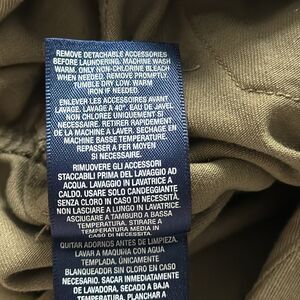 REMOVE DETACHABLE ACCESSORIES
BEFORE LAUNDERING. MACHINE WASH
WARM. ONLY NON-CHLORINE BLEACH
WHEN NEEDED. REMOVE PROMPTLY.
TUMBLE DRY LOW. WARM
IRON IF NEEDED.
ENLEVER LES ACCESSOIRES AVANT
LAVAGE. LAVAGE A 40°. EAU DE JAVEL
NON CHLOREE UNIQUEMENT SI
NECESSAIRE. RETIRER RAPIDEMENT
DE LA MACHINE A LAVER. SECHAGE EN
MACHINE BASSE TEMPERATURE.
REPASSER A FER MOYEN
SI NECESSAIRE.
RIMUOVERE GLI ACCESSORI
STACCABILI PRIMA DEL LAVAGGIO AD
ACQUA. LAVAGGIO IN LAVATRICE A
CALDO. USARE SOLO CANDEGGIANTE
SENZA CLORO IN CASO DI NECESSITÀ.
NON LASCIARE A LUNGO IN LAVATRICE.
ASCIUGARE A TAMBURO A BASSA
TEMPERATURA. STIRARE A
TEMPERATURA MEDIA IN
CASO DI NECESSITÀ.
QUITAR ADORNOS ANTES DE LIMPIEZA.
LAVAR A MAQUINA CON AGUA
TEMPLADA. ÚNICAMENTE
BLANQUEADOR SIN CLORO EN CASO
NECESARIO. SACAR INMEDIATAMENTE
DE LAVADORA. SECADO A BAJA
TEMPERATURA. PLANCHAR A